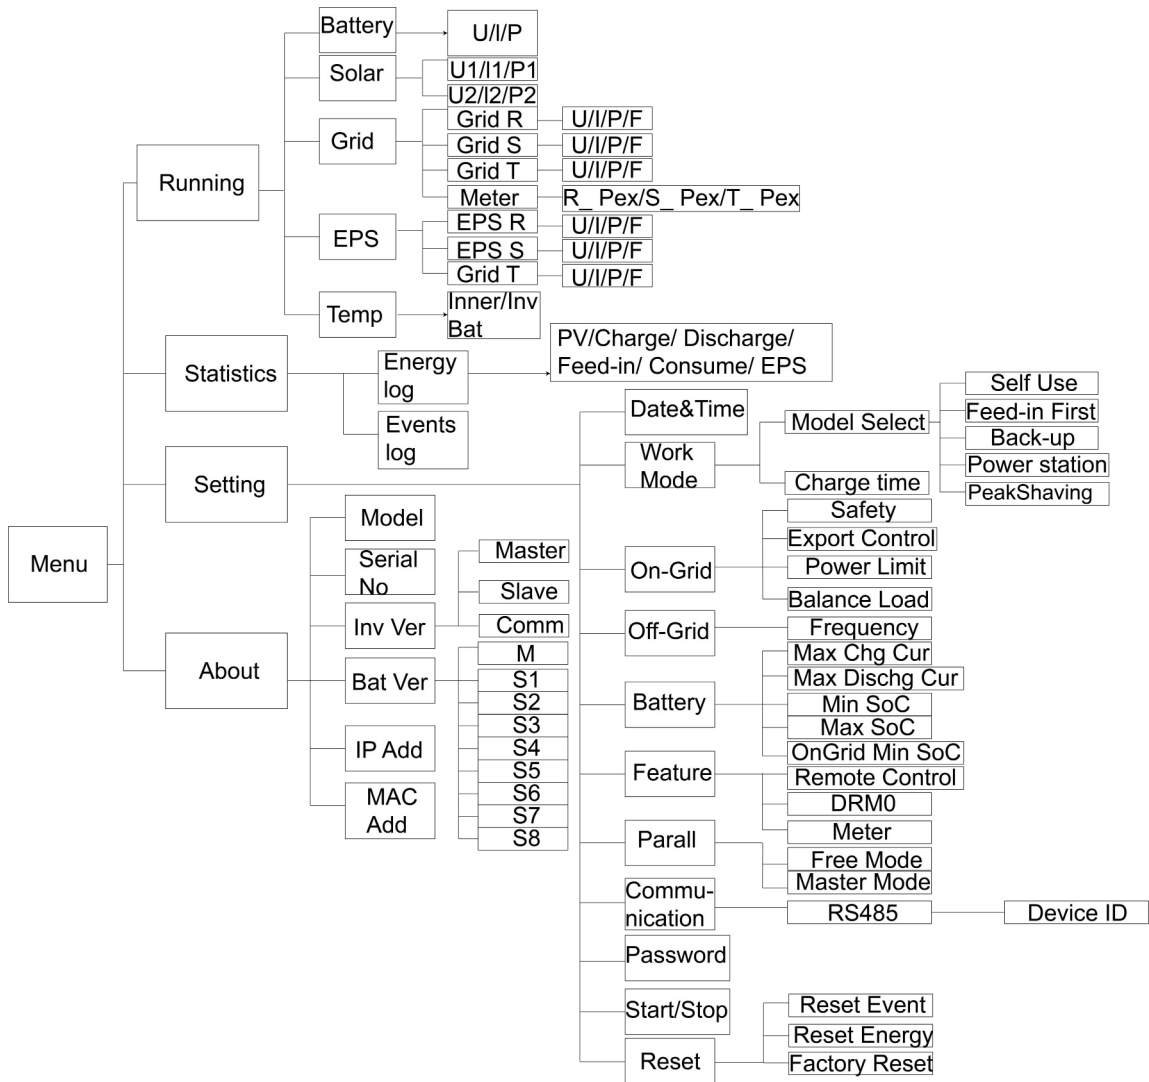 Menu
Running
Battery
U/I/P
Solar
U1/I1/P1
U2/I2/P2
Grid
Grid R
U/I/P/F
Grid S
U/I/P/F
Grid T
U/I/P/F
Meter
R_ Pex/S_ Pex/T_ Pex
EPS
EPS R
U/I/P/F
EPS S
U/I/P/F
Grid T
U/I/P/F
Temp
Inner/Inv
Bat
Statistics
Energy
log
PV/Charge/ Discharge/
Feed-in/ Consume/ EPS
Events
log
Setting
Date&Time
Work
Mode
Model Select
Self Use
Feed-in First
Back-up
Power station
PeakShaving
Charge time
On-Grid
Safety
Export Control
Power Limit
Balance Load
Off-Grid
Frequency
Battery
Max Chg Cur
Max Dischg Cur
Min SoC
Max SoC
OnGrid Min SoC
Feature
Remote Control
DRM0
Meter
Parall
Free Mode
Master Mode
Commu-
nication
RS485
Device ID
Password
Start/Stop
Reset
Reset Event
Reset Energy
Factory Reset
About
Model
Serial
No
Inv Ver
Master
Slave
Comm
Bat Ver
M
S1
S2
S3
S4
S5
S6
S7
S8
IP Add
MAC
Add